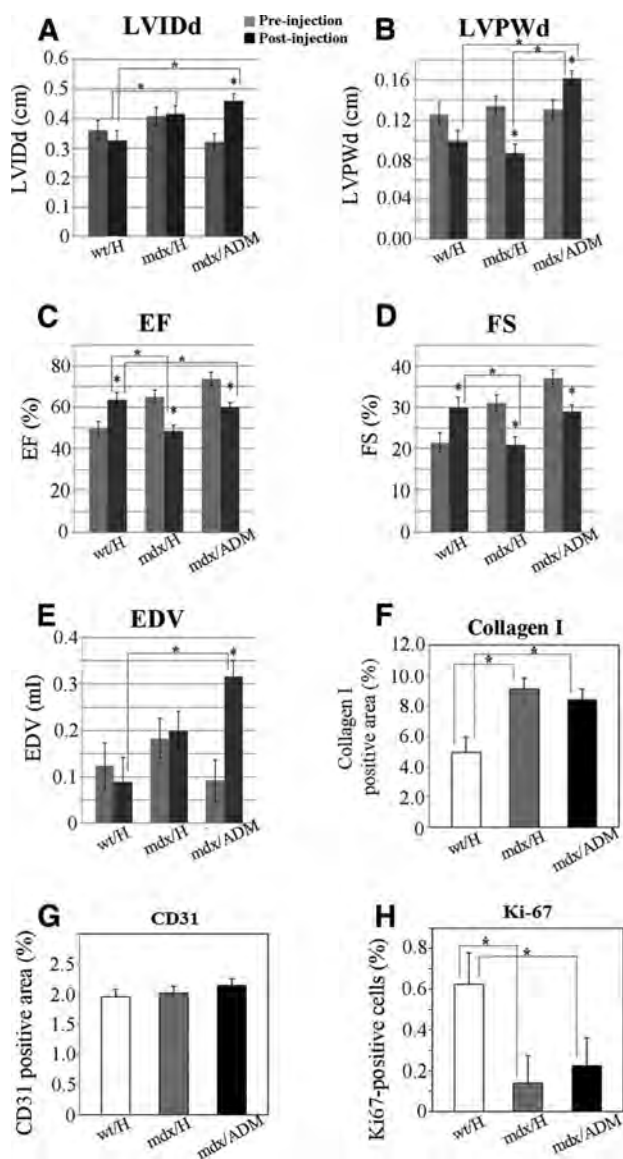 A LVIDd
Pre-injection
Post-injection
LVIDd (cm)
0.6
0.5
0.4
0.3
0.2
0.1
0
*
*
*
wt/H
mdx/H
mdx/ADM
B LVPWd
LVPWd (cm)
0.16
0.12
0.08
0.04
0.00
*
*
*
*
wt/H
mdx/H
mdx/ADM
C EF
EF (%)
80
60
40
20
0
*
*
*
*
*
wt/H
mdx/H
mdx/ADM
D FS
FS (%)
40
30
20
10
0
*
*
*
*
wt/H
mdx/H
mdx/ADM
E EDV
EDV (ml)
0.4
0.3
0.2
0.1
0
*
*
wt/H
mdx/H
mdx/ADM
F Collagen I
Collagen I
positive area (%)
12.0
10.0
8.0
6.0
4.0
2.0
0
*
*
wt/H
mdx/H
mdx/ADM
G CD31
CD31 positive area (%)
2.5
2.0
1.5
1.0
0.5
0
wt/H
mdx/H
mdx/ADM
H Ki-67
Ki67-positive cells (%)
0.8
0.6
0.4
0.2
0
*
*
wt/H
mdx/H
mdx/ADM